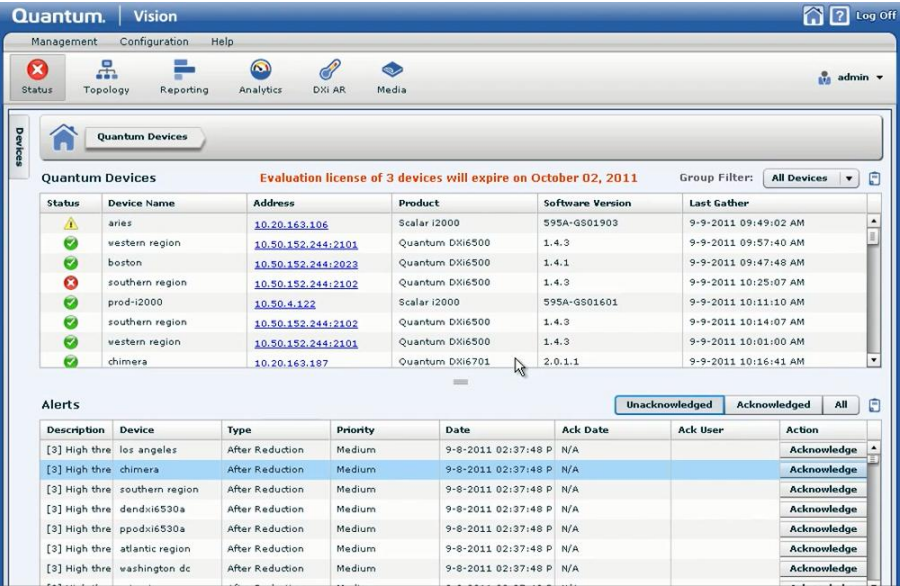 Quantum. Vision ? Log Off
Management Configuration Help
Status Topology Reporting Analytics DXi AR Media admin
Devices
Quantum Devices
Quantum Devices Evaluation license of 3 devices will expire on October 02, 2011 Group Filter: All Devices
Status Device Name Address Product Software Version Last Gather
aries 10.20.163.106 Scalar i2000 595A-GS01903 9-9-2011 09:49:02 AM
western region 10.50.152.244:2101 Quantum DXi6500 1.4.3 9-9-2011 09:57:40 AM
boston 10.50.152.244:2023 Quantum DXi6500 1.4.1 9-9-2011 09:47:48 AM
southern region 10.50.152.244:2102 Quantum DXi6500 1.4.3 9-9-2011 10:25:07 AM
prod-i2000 10.50.4.122 Scalar i2000 595A-GS01601 9-9-2011 10:11:10 AM
southern region 10.50.152.244:2102 Quantum DXi6500 1.4.3 9-9-2011 10:14:07 AM
western region 10.50.152.244:2101 Quantum DXi6500 1.4.3 9-9-2011 10:01:00 AM
chimera 10.20.163.187 Quantum DXi6701 2.0.1.1 9-9-2011 10:16:41 AM
Alerts Unacknowledged Acknowledged All
Description Device Type Priority Date Ack Date Ack User Action
[3] High thre los angeles After Reduction Medium 9-8-2011 02:37:48 P N/A Acknowledge
[3] High thre chimera After Reduction Medium 9-8-2011 02:37:48 P N/A Acknowledge
[3] High thre southern region After Reduction Medium 9-8-2011 02:37:48 P N/A Acknowledge
[3] High thre dendxi6530a After Reduction Medium 9-8-2011 02:37:48 P N/A Acknowledge
[3] High thre ppodxi6530a After Reduction Medium 9-8-2011 02:37:48 P N/A Acknowledge
[3] High thre atlantic region After Reduction Medium 9-8-2011 02:37:48 P N/A Acknowledge
[3] High thre washington dc After Reduction Medium 9-8-2011 02:37:48 P N/A Acknowledge